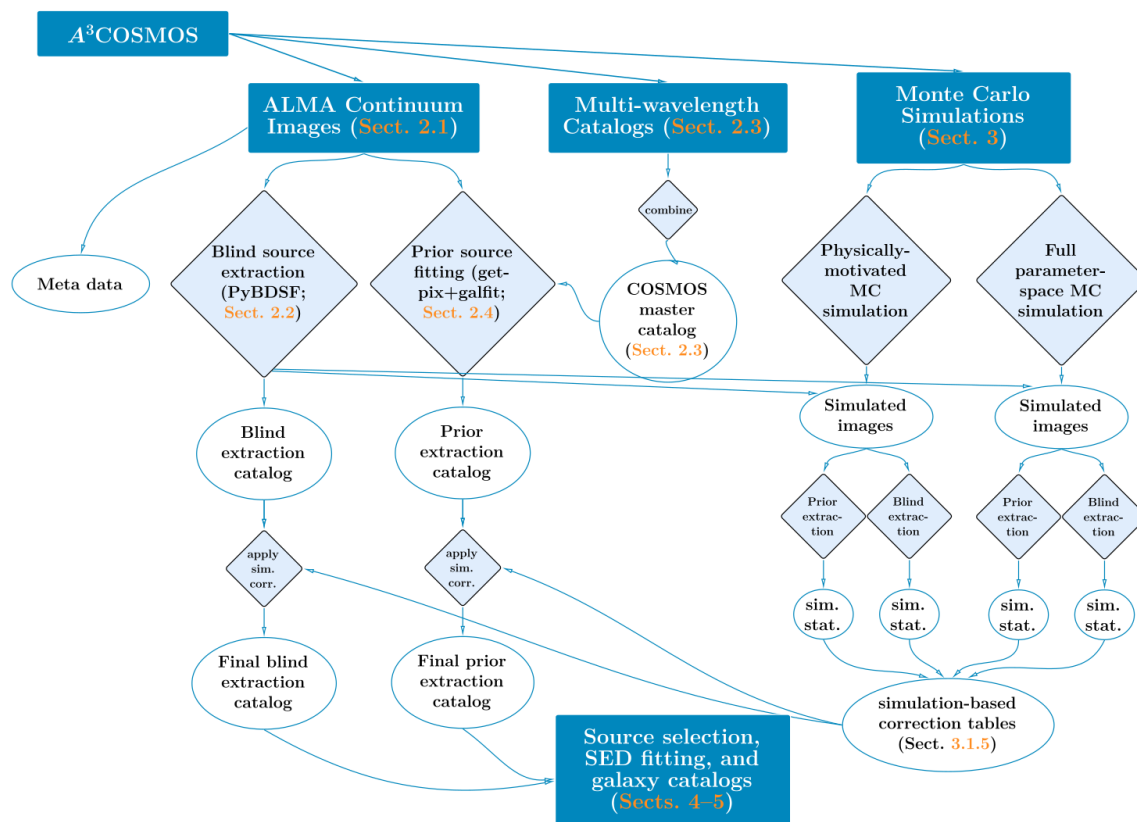 A³COSMOS
ALMA Continuum
Images (Sect. 2.1)
Multi-wavelength
Catalogs (Sect. 2.3)
Monte Carlo
Simulations
(Sect. 3)
Meta data
Blind source
extraction
(PyBDSF;
Sect. 2.2)
Prior source
fitting (get-
pix+galfit;
Sect. 2.4)
combine
COSMOS
master
catalog
(Sect. 2.3)
Physically-
motivated
MC
simulation
Full
parameter-
space MC
simulation
Blind
extraction
catalog
Prior
extraction
catalog
Simulated
images
Simulated
images
Prior
extrac-
tion
Blind
extrac-
tion
Prior
extrac-
tion
Blind
extrac-
tion
apply
sim.
corr.
apply
sim.
corr.
sim.
stat.
sim.
stat.
sim.
stat.
sim.
stat.
Final blind
extraction
catalog
Final prior
extraction
catalog
simulation-based
correction tables
(Sect. 3.1.5)
Source selection,
SED fitting, and
galaxy catalogs
(Sects. 4–5)